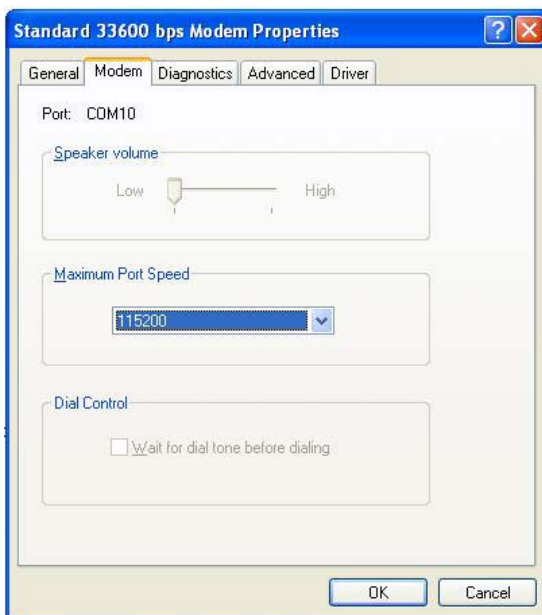 Standard 33600 bps Modem Properties
General Modem Diagnostics Advanced Driver
Port: COM10
Speaker volume
Low High
Maximum Port Speed
115200
Dial Control
Wait for dial tone before dialing
OK Cancel